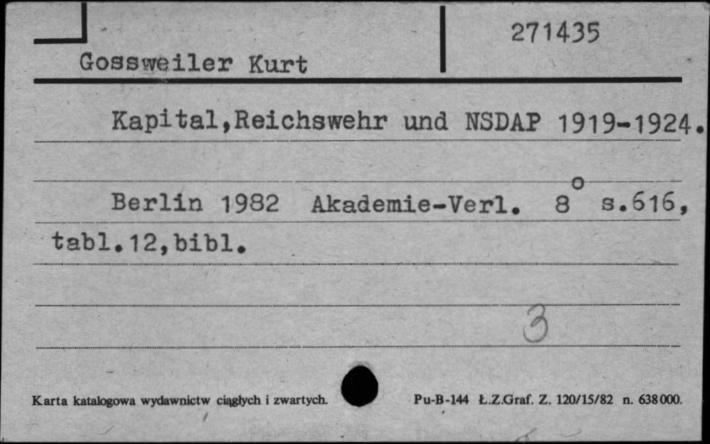 271435
Gossweiler Kurt
Kapital,Reichswehr und NSDAP 1919-1924.
Berlin 1982 Akademie-Verl. 8° s.616,
tabl.12,bibl.
3
Karta katalogowa wydawnictw ciągłych i zwartych. Pu-B-144 Ł.Z.Graf. Z. 120/15/82 n. 638000.